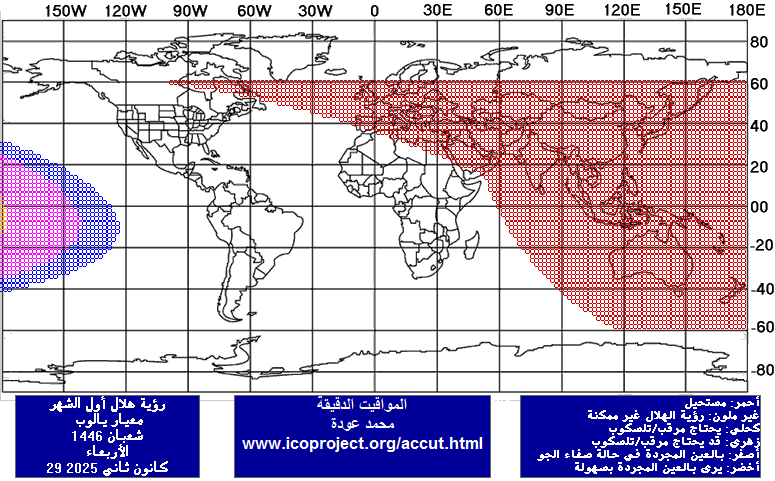 150W 120W 90W 60W 30W 0 30E 60E 90E 120E 150E 180E
80
60
40
20
00
-20
-40
-60
-80
رؤية هلال أول الشهر
معيار يالوب
شعبان 1446
الأربعاء
29 كانون ثاني 2025
المواقيت الدقيقة
محمد عودة
www.icoproject.org/accut.html
أحمر: مستحيل
غير ملون: رؤية الهلال غير ممكنة
كحلي: يحتاج مرقب/تلسكوب
زهري: قد يحتاج مرقب/تلسكوب
أصفر: بالعين المجردة في حالة صفاء الجو
أخضر: يرى بالعين المجردة بسهولة